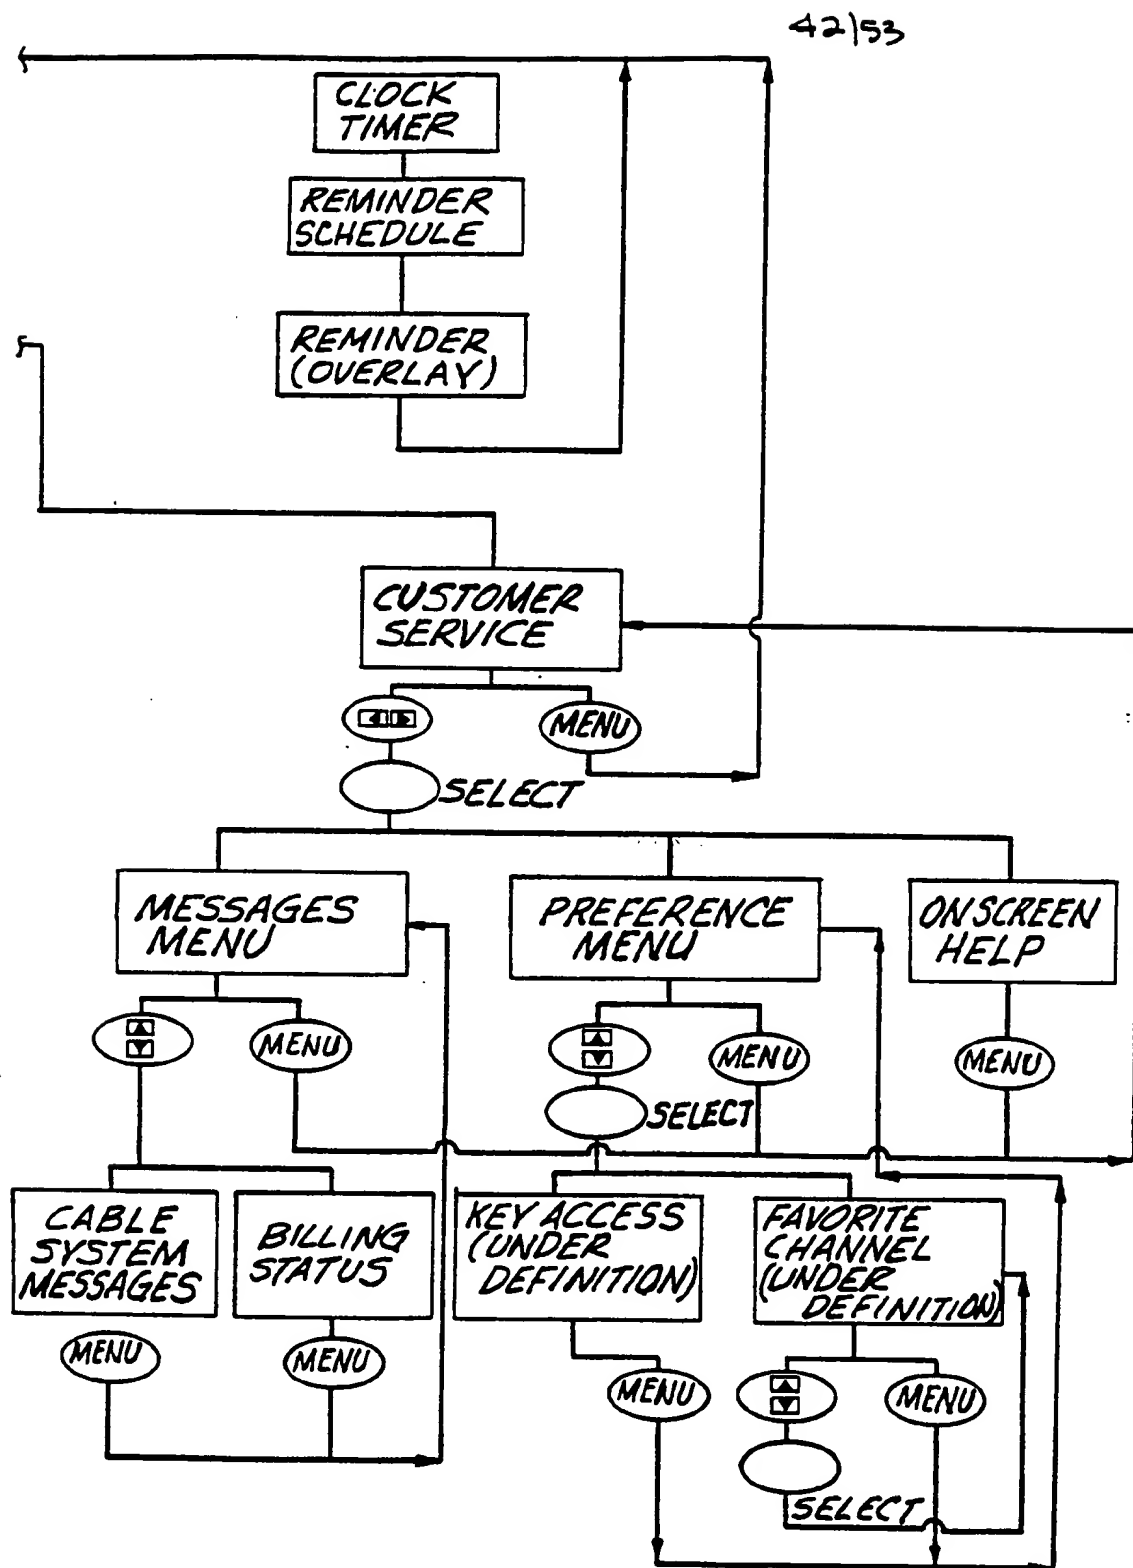 42/53
CLOCK
TIMER
REMINDER
SCHEDULE
REMINDER
(OVERLAY)
CUSTOMER
SERVICE
MENU
SELECT
MESSAGES
MENU
PREFERENCE
MENU
ON SCREEN
HELP
MENU
MENU
MENU
SELECT
CABLE
SYSTEM
MESSAGES
BILLING
STATUS
KEY ACCESS
(UNDER
DEFINITION)
FAVORITE
CHANNEL
(UNDER
DEFINITION)
MENU
MENU
MENU
MENU
SELECT